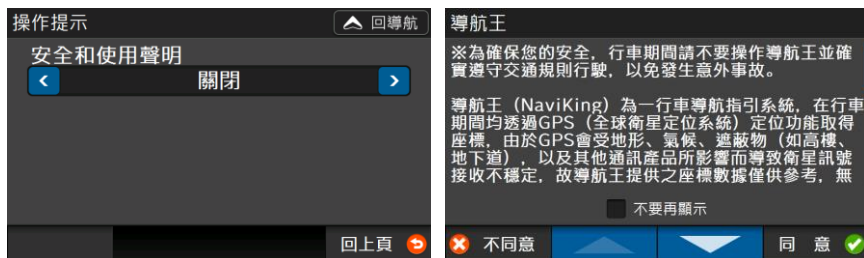 操作提示
回導航
安全和使用聲明
關閉
回上頁
導航王
※為確保您的安全，行車期間請不要操作導航王並確
實遵守交通規則行駛，以免發生意外事故。
導航王（NaviKing）為一行車導航指引系統，在行車
期間均透過GPS（全球衛星定位系統）定位功能取得
座標，由於GPS會受地形、氣候、遮蔽物（如高樓、
地下道），以及其他通訊產品所影響而導致衛星訊號
接收不穩定，故導航王提供之座標數據僅供參考，無
不要再顯示
不同意
同 意